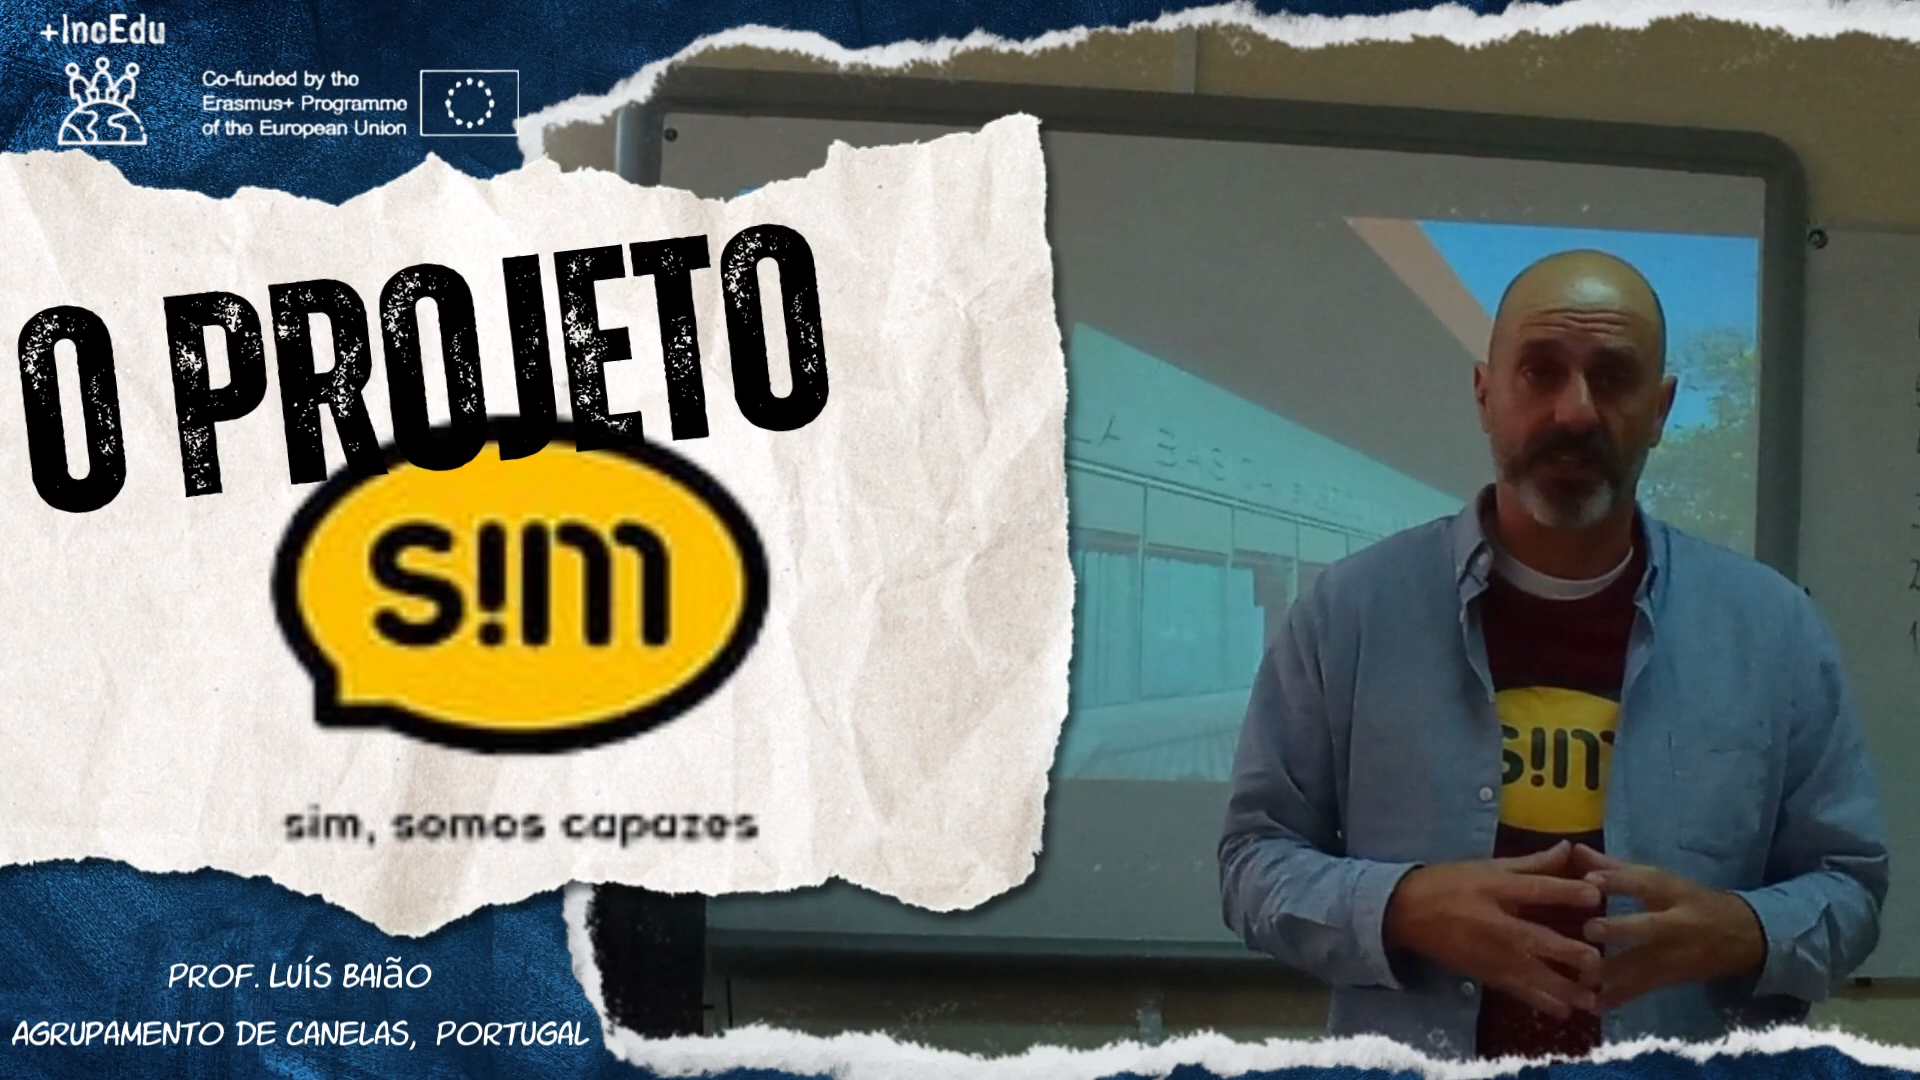 +IncEdu
Co-funded by the
Erasmus+ Programme
of the European Union
O PROJETO
s!m
sim, somos capazes
PROF. LUÍS BAIÃO
AGRUPAMENTO DE CANELAS, PORTUGAL
s!m